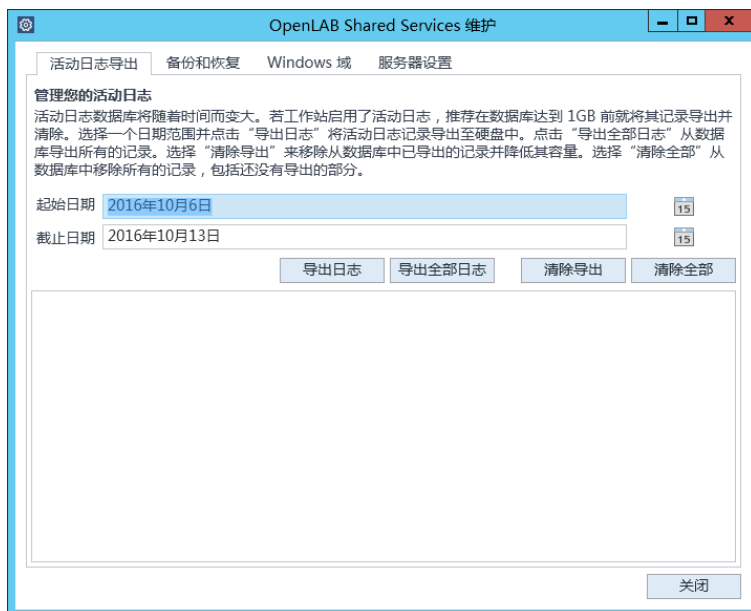 OpenLAB Shared Services 维护
活动日志导出 备份和恢复 Windows 域 服务器设置
管理您的活动日志
活动日志数据库将随着时间而变大。若工作站启用了活动日志，推荐在数据库达到 1GB 前就将其记录导出并
清除。选择一个日期范围并点击“导出日志”将活动日志记录导出至硬盘中。点击“导出全部日志”从数据
库导出所有的记录。选择“清除导出”来移除从数据库中已导出的记录并降低其容量。选择“清除全部”从
数据库中移除所有的记录，包括还没有导出的部分。
起始日期 2016年10月6日 15
截止日期 2016年10月13日 15
导出日志 导出全部日志 清除导出 清除全部
关闭